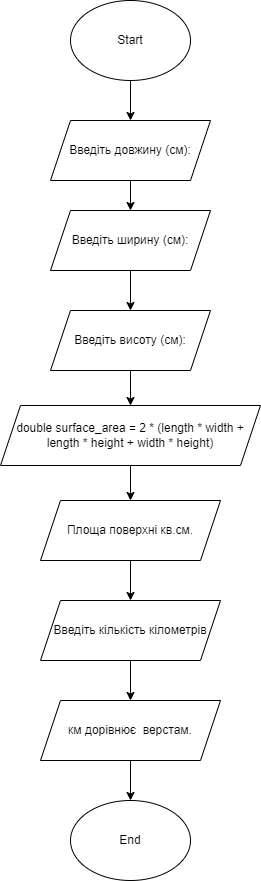 Start
Введіть довжину (см):
Введіть ширину (см):
Введіть висоту (см):
double surface_area = 2 * (length * width +
length * height + width * height)
Площа поверхні кв.см.
Введіть кількість кілометрів
км дорівнює верстам.
End